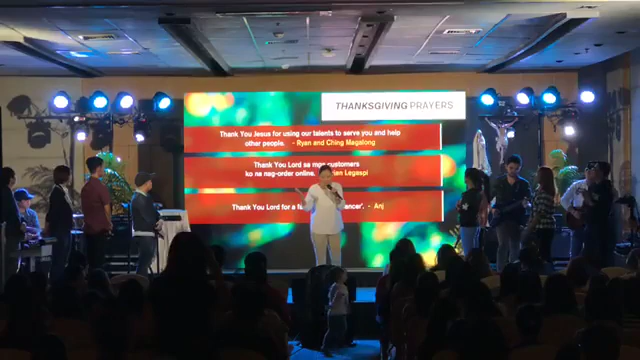 THANKSGIVING PRAYERS
Thank You Jesus for using our talents to serve you and help
other people. - Ryan and Ching Magalong
Thank You Lord sa mga customers
ko na nag-order online. Legaspi
Thank You Lord for a - Anj